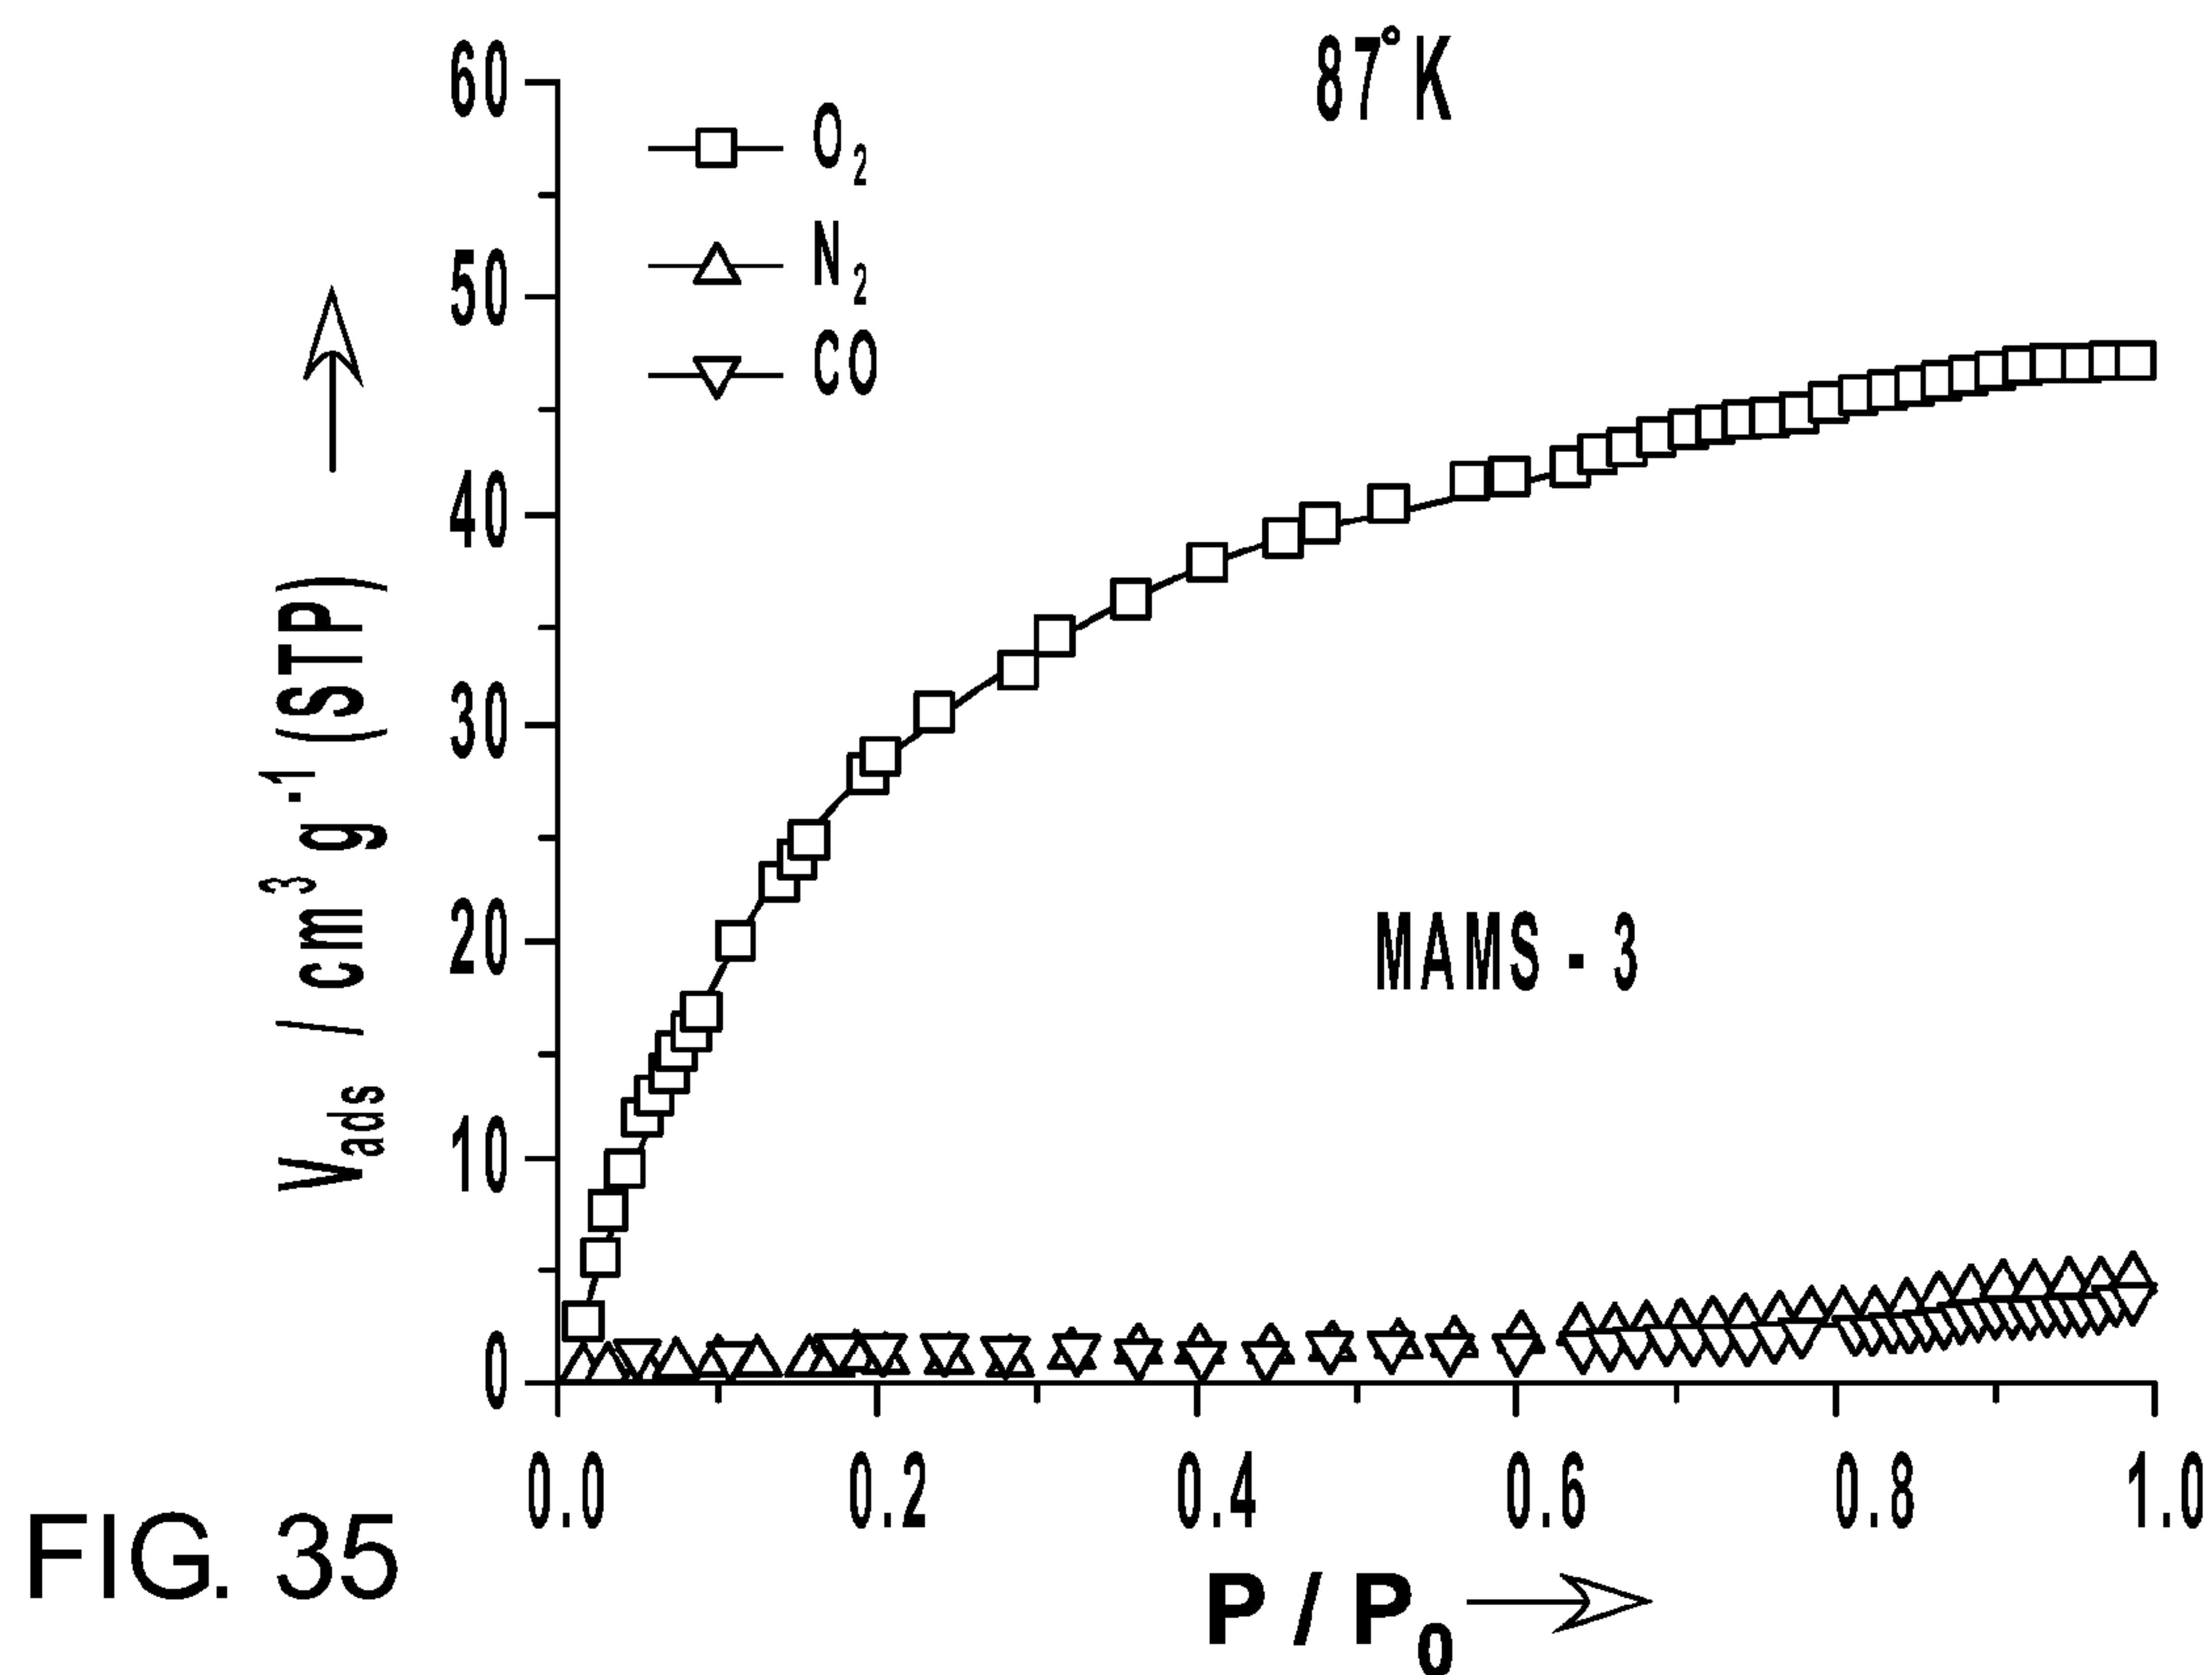 87°K
60
50
40
30
20
10
0
O₂
N₂
CO
Vads / cm³ g⁻¹ (STP)
MAMS - 3
0.0 0.2 0.4 0.6 0.8 1.0
P / P₀
FIG. 35